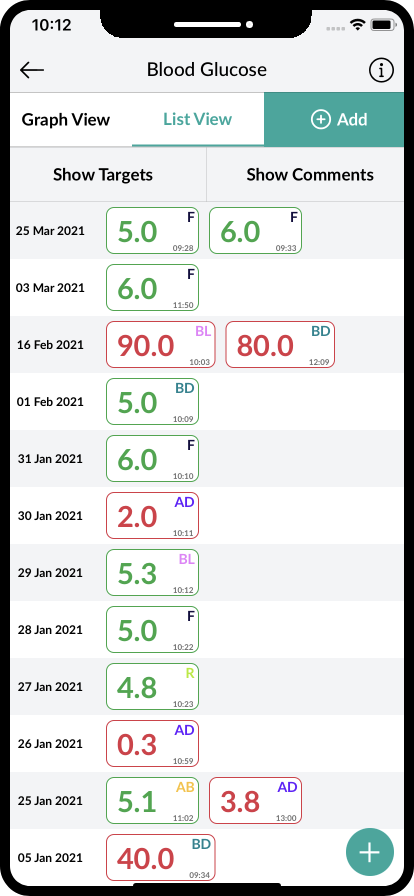 10:12
Blood Glucose
Graph View List View Add
Show Targets Show Comments
25 Mar 2021 5.0 F 09:28 6.0 F 09:33
03 Mar 2021 6.0 F 11:50
16 Feb 2021 90.0 BL 10:03 80.0 BD 12:09
01 Feb 2021 5.0 BD 10:09
31 Jan 2021 6.0 F 10:10
30 Jan 2021 2.0 AD 10:11
29 Jan 2021 5.3 BL 10:12
28 Jan 2021 5.0 F 10:22
27 Jan 2021 4.8 R 10:23
26 Jan 2021 0.3 AD 10:59
25 Jan 2021 5.1 AB 11:02 3.8 AD 13:00
05 Jan 2021 40.0 BD 09:34